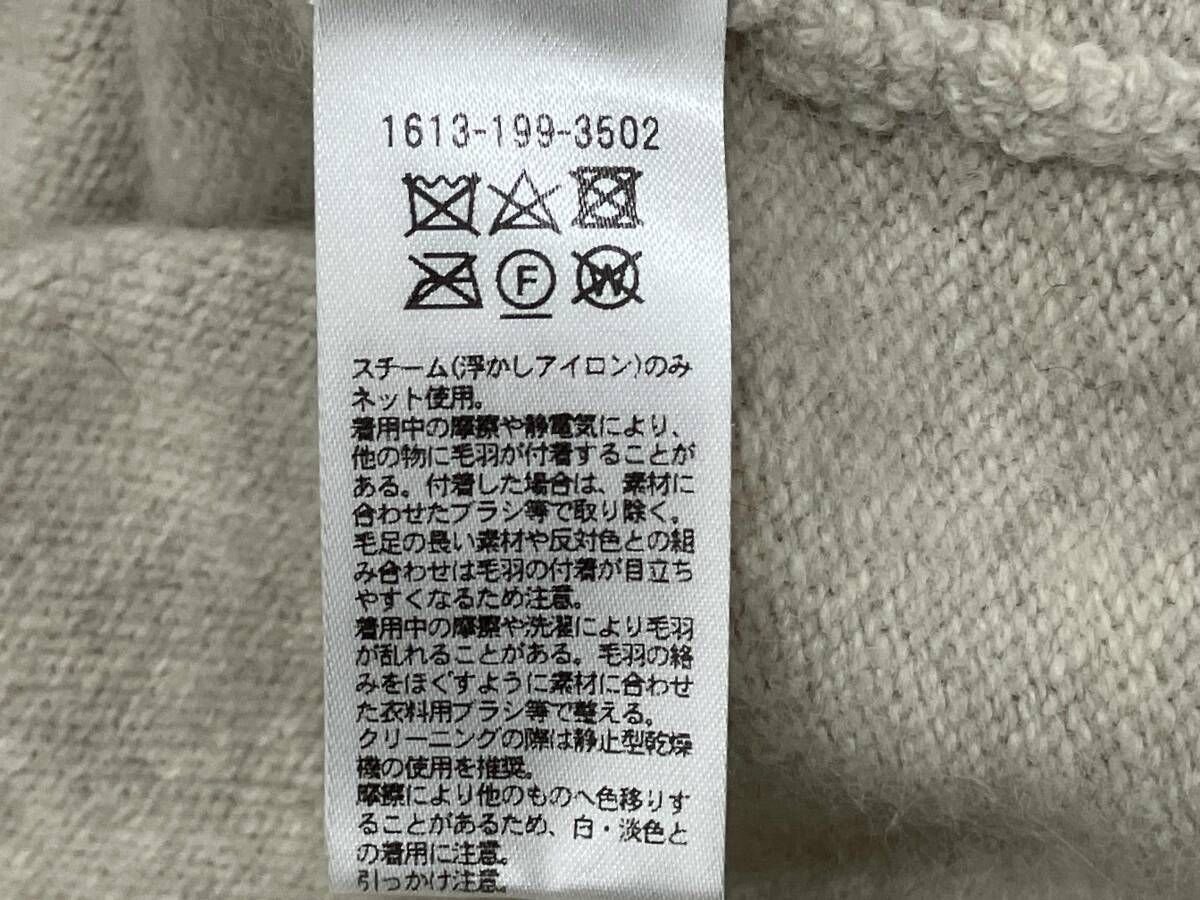 1613-199-3502
F
W
スチーム(浮かしアイロン)のみ
ネット使用。
着用中の摩擦や静電気により、
他の物に毛羽が付着することが
ある。付着した場合は、素材に
合わせたブラシ等で取り除く。
毛足の長い素材や反対色との組
み合わせは毛羽の付着が目立ち
やすくなるため注意。
着用中の摩擦や洗濯により毛羽
が乱れることがある。毛羽の絡
みをほぐすように素材に合わせ
た衣料用ブラシ等で整える。
クリーニングの際は静止型乾燥
機の使用を推奨。
摩擦により他のものへ色移りす
ることがあるため、白・淡色と
の着用に注意。
引っかけ注意。